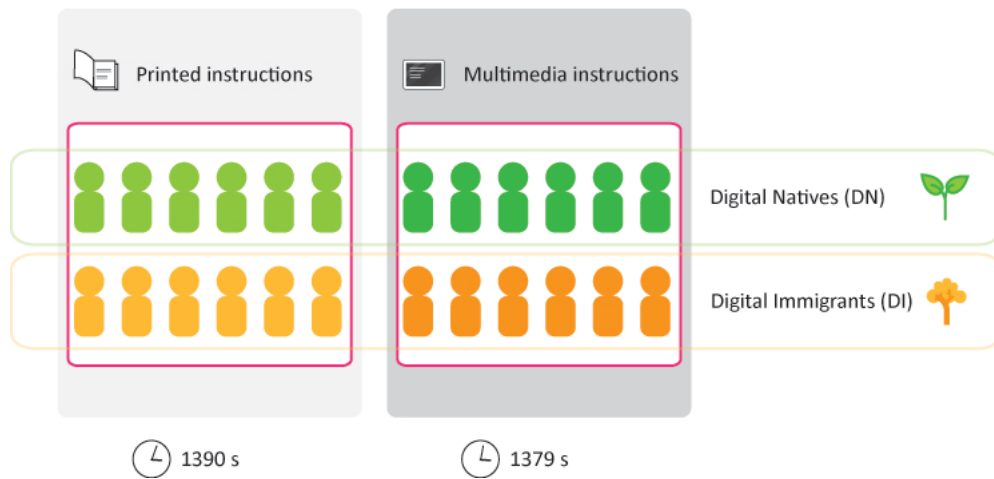 Printed instructions
Multimedia instructions
Digital Natives (DN)
Digital Immigrants (DI)
1390 s
1379 s